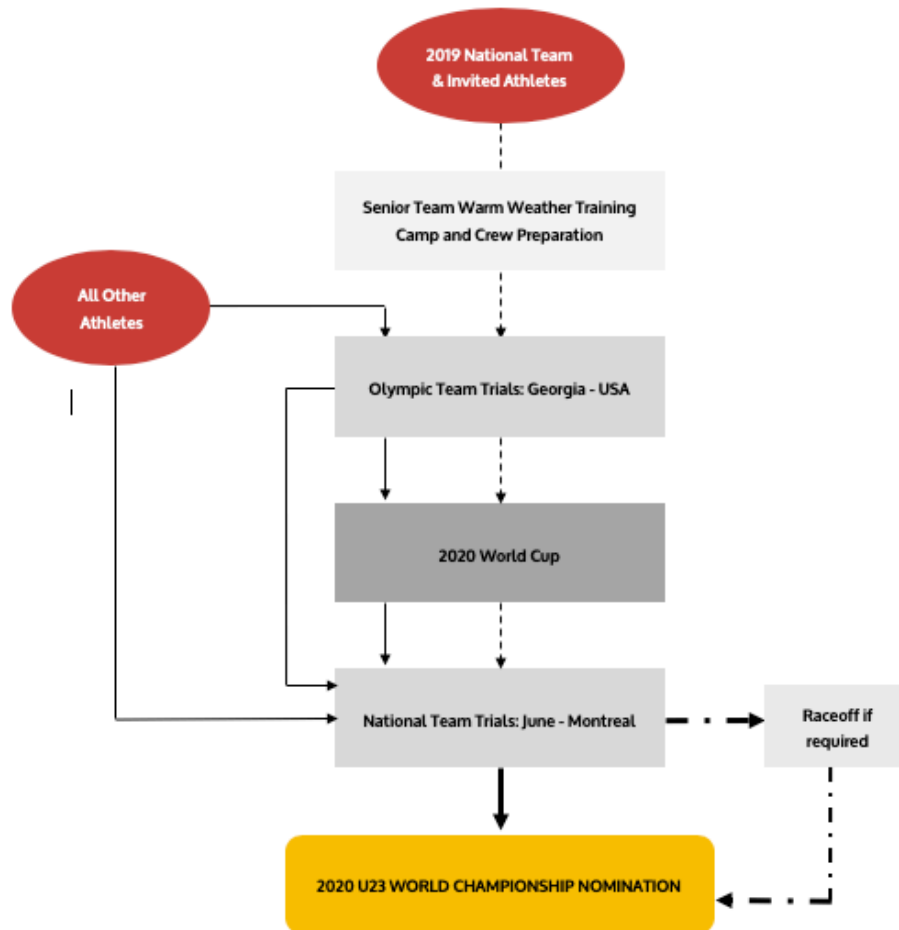 2019 National Team
& Invited Athletes
Senior Team Warm Weather Training
Camp and Crew Preparation
All Other
Athletes
Olympic Team Trials: Georgia - USA
2020 World Cup
National Team Trials: June - Montreal
Raceoff if
required
2020 U23 WORLD CHAMPIONSHIP NOMINATION